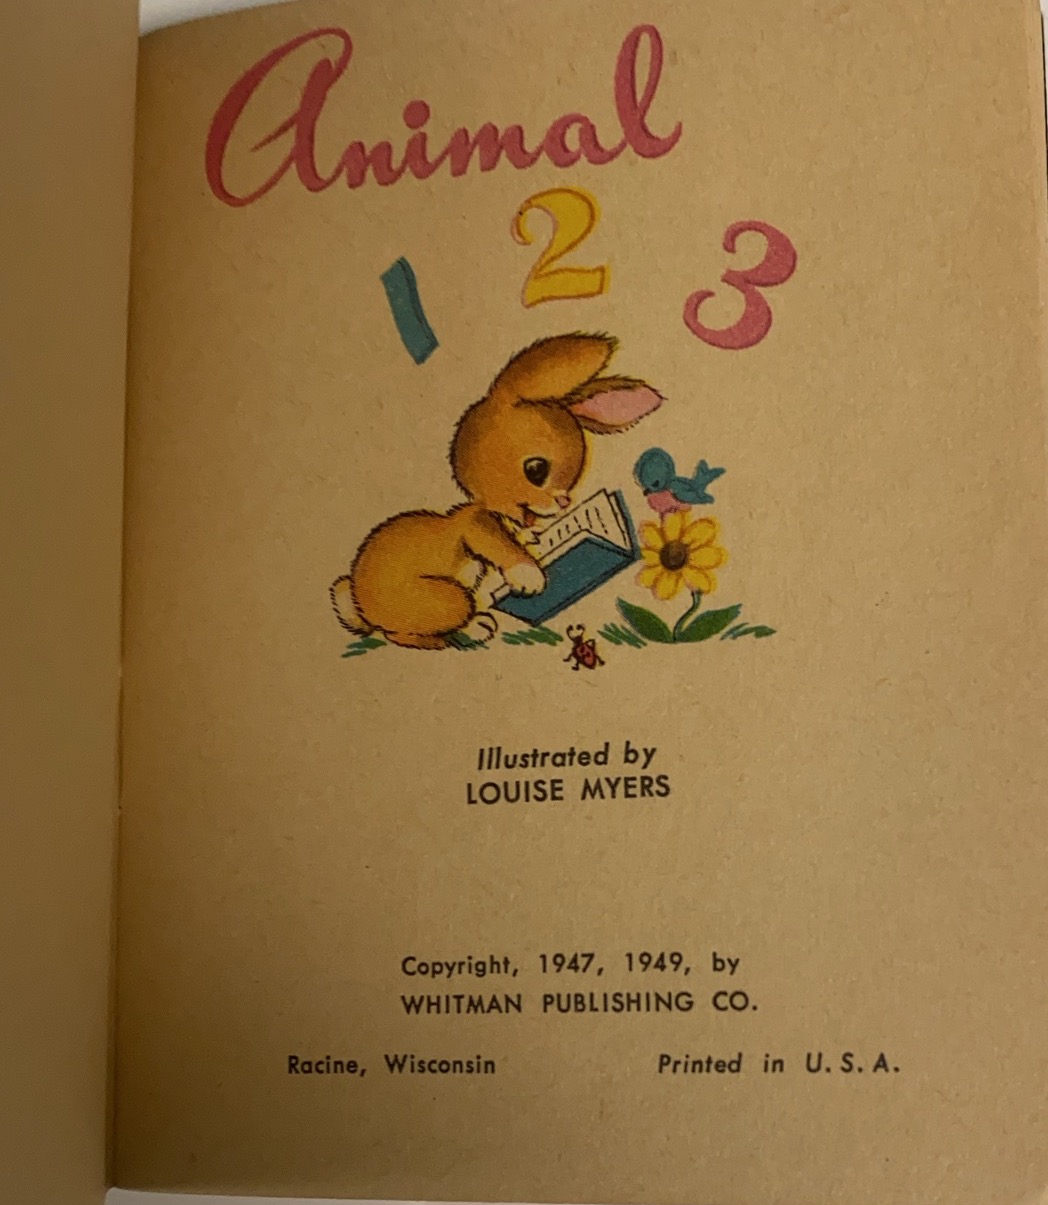 Animal
1 2 3
Illustrated by
LOUISE MYERS
Copyright, 1947, 1949, by
WHITMAN PUBLISHING CO.
Racine, Wisconsin Printed in U. S. A.